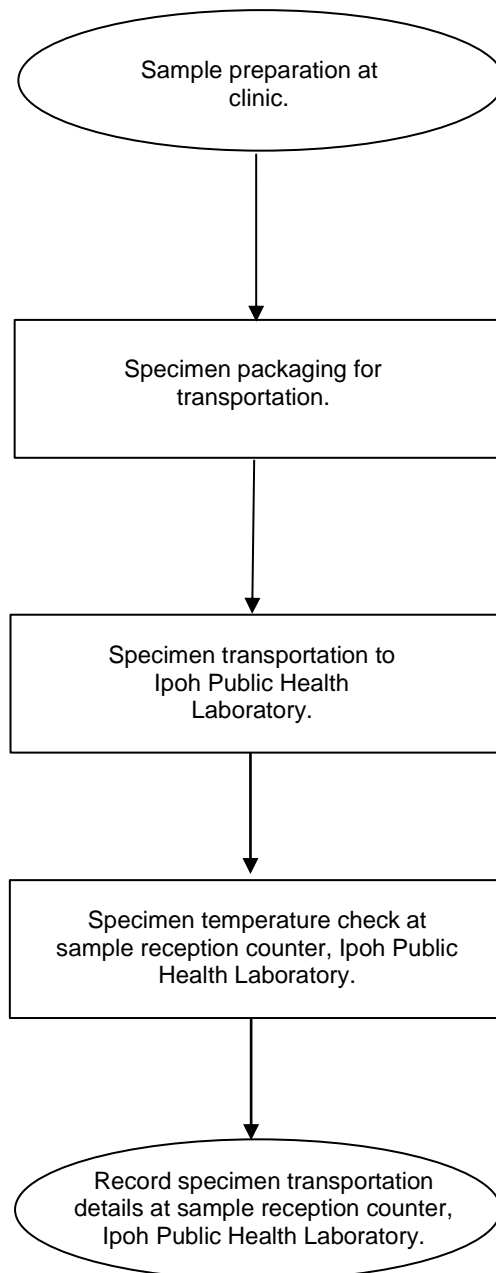 Sample preparation at
clinic.
Specimen packaging for
transportation.
Specimen transportation to
Ipoh Public Health
Laboratory.
Specimen temperature check at
sample reception counter, Ipoh Public
Health Laboratory.
Record specimen transportation
details at sample reception counter,
Ipoh Public Health Laboratory.